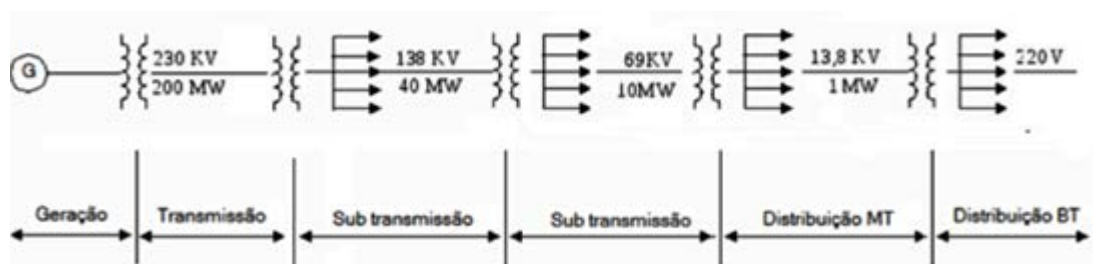 G
230 KV
200 MW
138 KV
40 MW
69KV
10MW
13,8 KV
1 MW
220 V
Geração
Transmissão
Sub transmissão
Sub transmissão
Distribuição MT
Distribuição BT